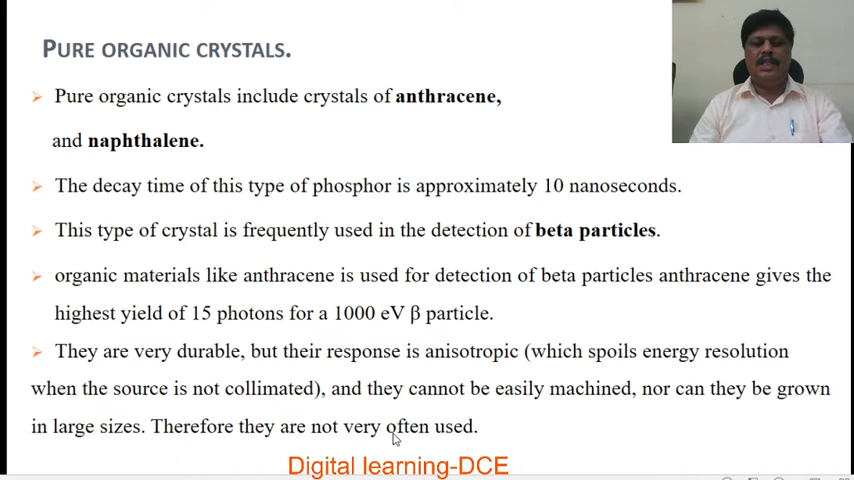 PURE ORGANIC CRYSTALS.
Pure organic crystals include crystals of anthracene,
and naphthalene.
The decay time of this type of phosphor is approximately 10 nanoseconds.
This type of crystal is frequently used in the detection of beta particles.
organic materials like anthracene is used for detection of beta particles anthracene gives the
highest yield of 15 photons for a 1000 eV β particle.
They are very durable, but their response is anisotropic (which spoils energy resolution
when the source is not collimated), and they cannot be easily machined, nor can they be grown
in large sizes. Therefore they are not very often used.
Digital learning-DCE